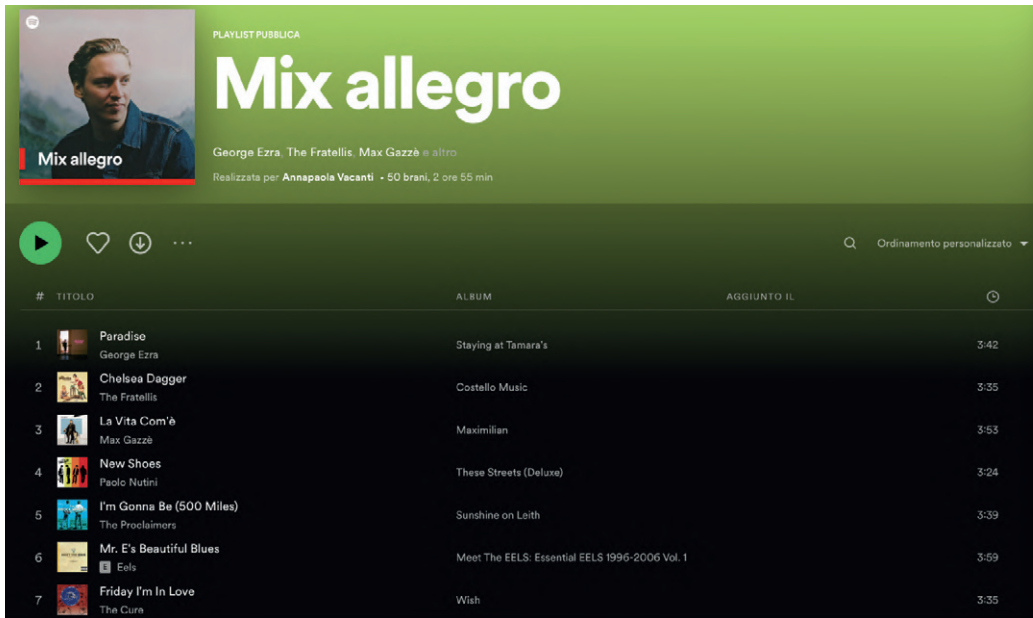 PLAYLIST PUBBLICA
Mix allegro
Mix allegro
George Ezra, The Fratellis, Max Gazzè e altro
Realizzata per Annapaola Vacanti • 50 brani, 2 ore 55 min
Ordinamento personalizzato
# TITOLO ALBUM AGGIUNTO IL
1 Paradise Staying at Tamara's 3:42
George Ezra
2 Chelsea Dagger Costello Music 3:35
The Fratellis
3 La Vita Com'è Maximilian 3:53
Max Gazzè
4 New Shoes These Streets (Deluxe) 3:24
Paolo Nutini
5 I'm Gonna Be (500 Miles) Sunshine on Leith 3:39
The Proclaimers
6 Mr. E's Beautiful Blues Meet The EELS: Essential EELS 1996-2006 Vol. 1 3:59
E Eels
7 Friday I'm In Love Wish 3:35
The Cure